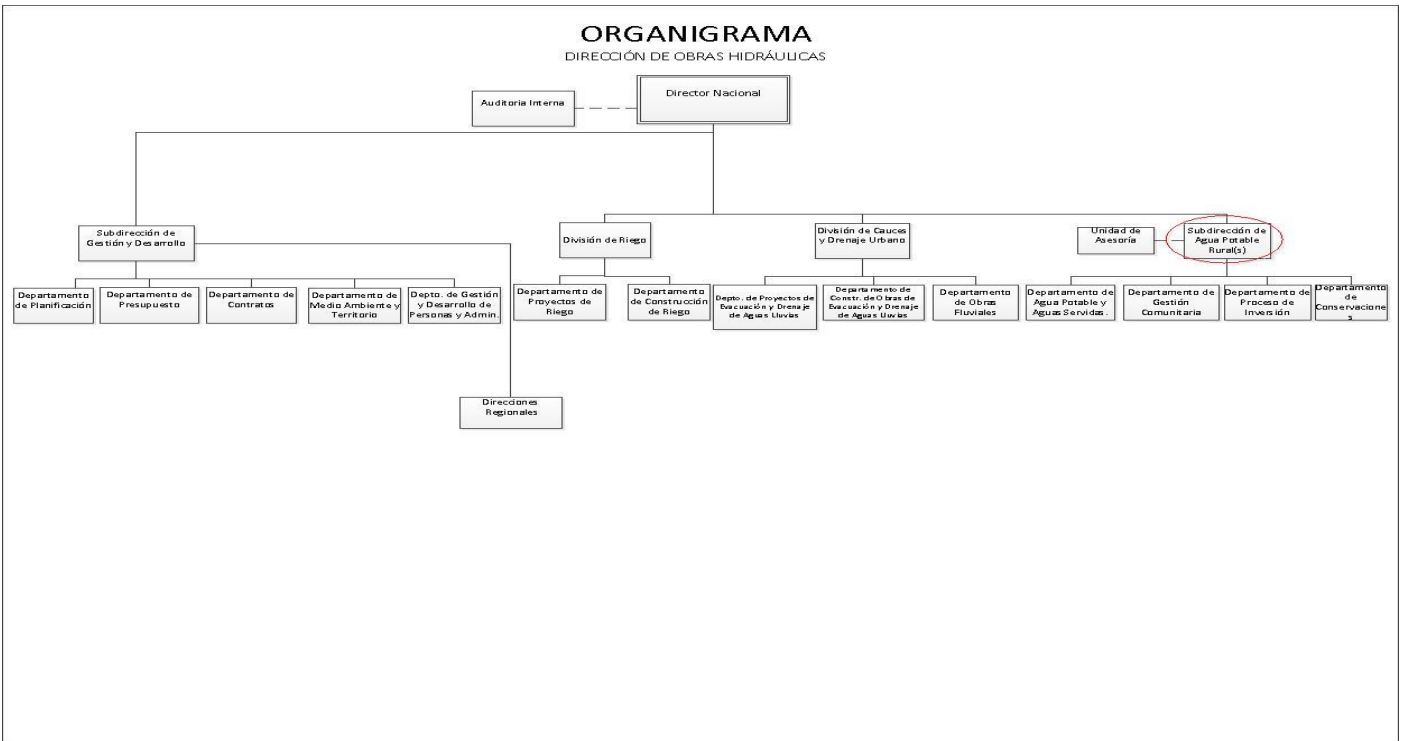 ORGANIGRAMA
DIRECCIÓN DE OBRAS HIDRÁULICAS
Director Nacional
Auditoria Interna
Subdirección de
Gestión y Desarrollo
División de Riego
División de Cauces
y Drenaje Urbano
Unidad de
Asesoría
Subdirección de
Agua Potable
Rural(s)
Departamento
de Planificación
Departamento de
Presupuesto
Departamento de
Contratos
Departamento de
Medio Ambiente y
Territorio
Depto. de Gestión
y Desarrollo de
Personas y Admin.
Departamento de
Proyectos de
Riego
Departamento
de Construcción
de Riego
Depto. de Proyectos de
Evacuación y Drenaje
de Aguas Lluvias
Departamento de
Constr. de Obras de
Evacuación y Drenaje
de Aguas Lluvias
Departamento
de Obras
Fluviales
Departamento de
Agua Potable y
Aguas Servidas.
Departamento de
Gestión
Comunitaria
Departamento de
Proceso de
Inversión
Departamento
de
Conservacione
s
Direcciones
Regionales